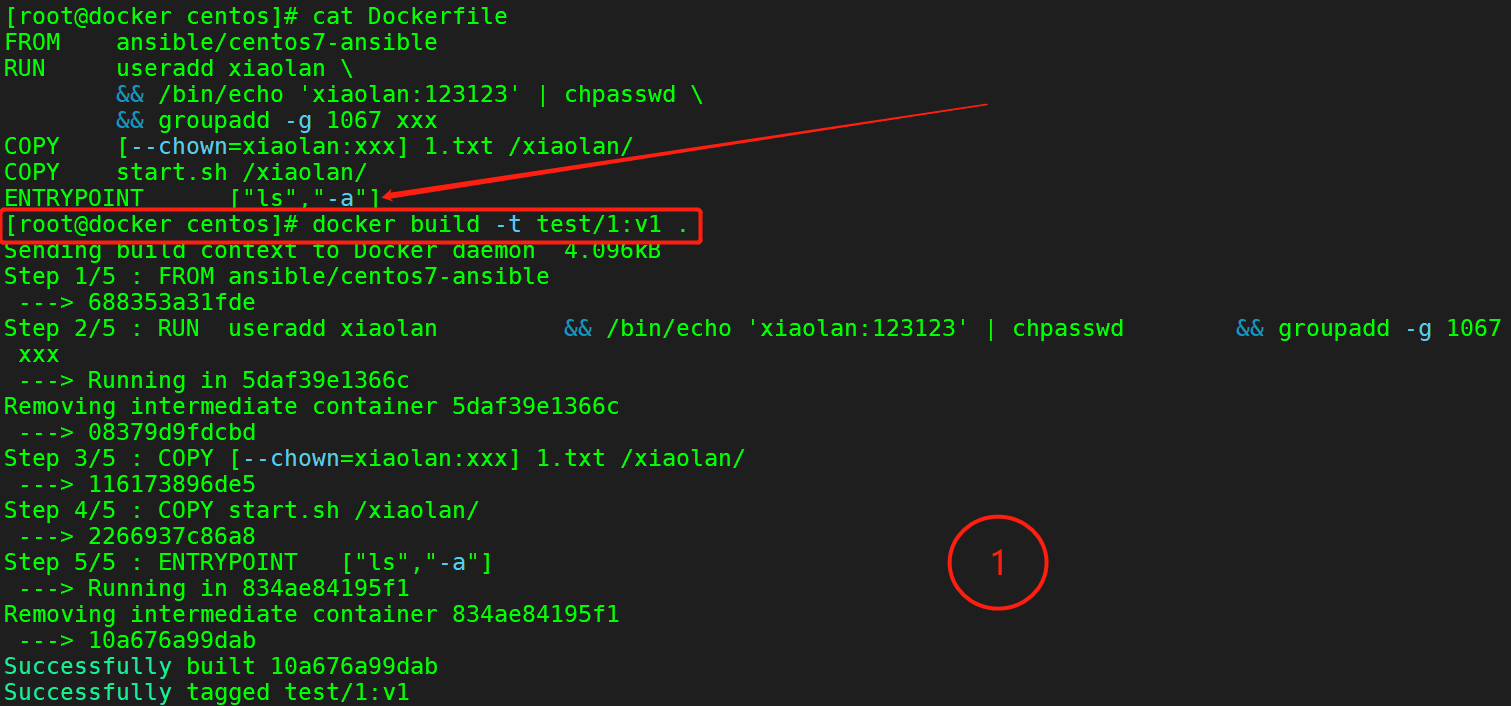 [root@docker centos]# cat Dockerfile
FROM    ansible/centos7-ansible
RUN     useradd xiaolan \
        && /bin/echo 'xiaolan:123123' | chpasswd \
        && groupadd -g 1067 xxx
COPY    [--chown=xiaolan:xxx] 1.txt /xiaolan/
COPY    start.sh /xiaolan/
ENTRYPOINT      ["ls","-a"]
[root@docker centos]# docker build -t test/1:v1 .
Sending build context to Docker daemon  4.096kB
Step 1/5 : FROM ansible/centos7-ansible
 ---> 688353a31fde
Step 2/5 : RUN  useradd xiaolan         && /bin/echo 'xiaolan:123123' | chpasswd        && groupadd -g 1067
 xxx
 ---> Running in 5daf39e1366c
Removing intermediate container 5daf39e1366c
 ---> 08379d9fdcbd
Step 3/5 : COPY [--chown=xiaolan:xxx] 1.txt /xiaolan/
 ---> 116173896de5
Step 4/5 : COPY start.sh /xiaolan/
 ---> 2266937c86a8
Step 5/5 : ENTRYPOINT   ["ls","-a"]
 ---> Running in 834ae84195f1
Removing intermediate container 834ae84195f1
 ---> 10a676a99dab
Successfully built 10a676a99dab
Successfully tagged test/1:v1
1